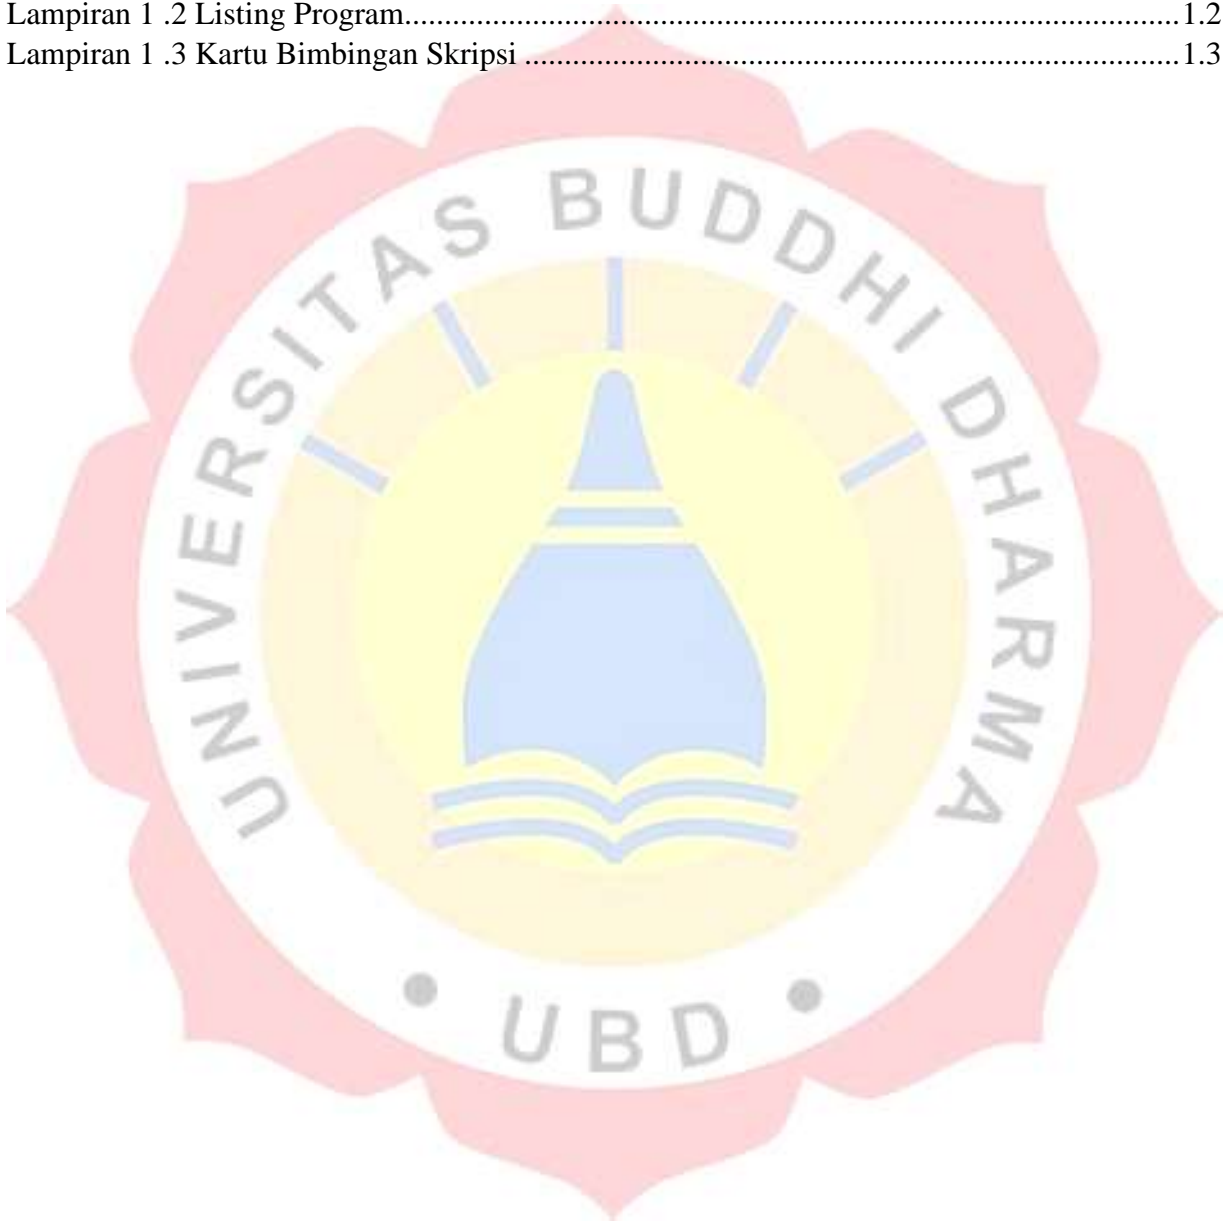 Lampiran 1 .2 Listing Program....................................................................................................1.2
Lampiran 1 .3 Kartu Bimbingan Skripsi .....................................................................................1.3
UNIVERSITAS BUDDHI DHARMA
• UBD •